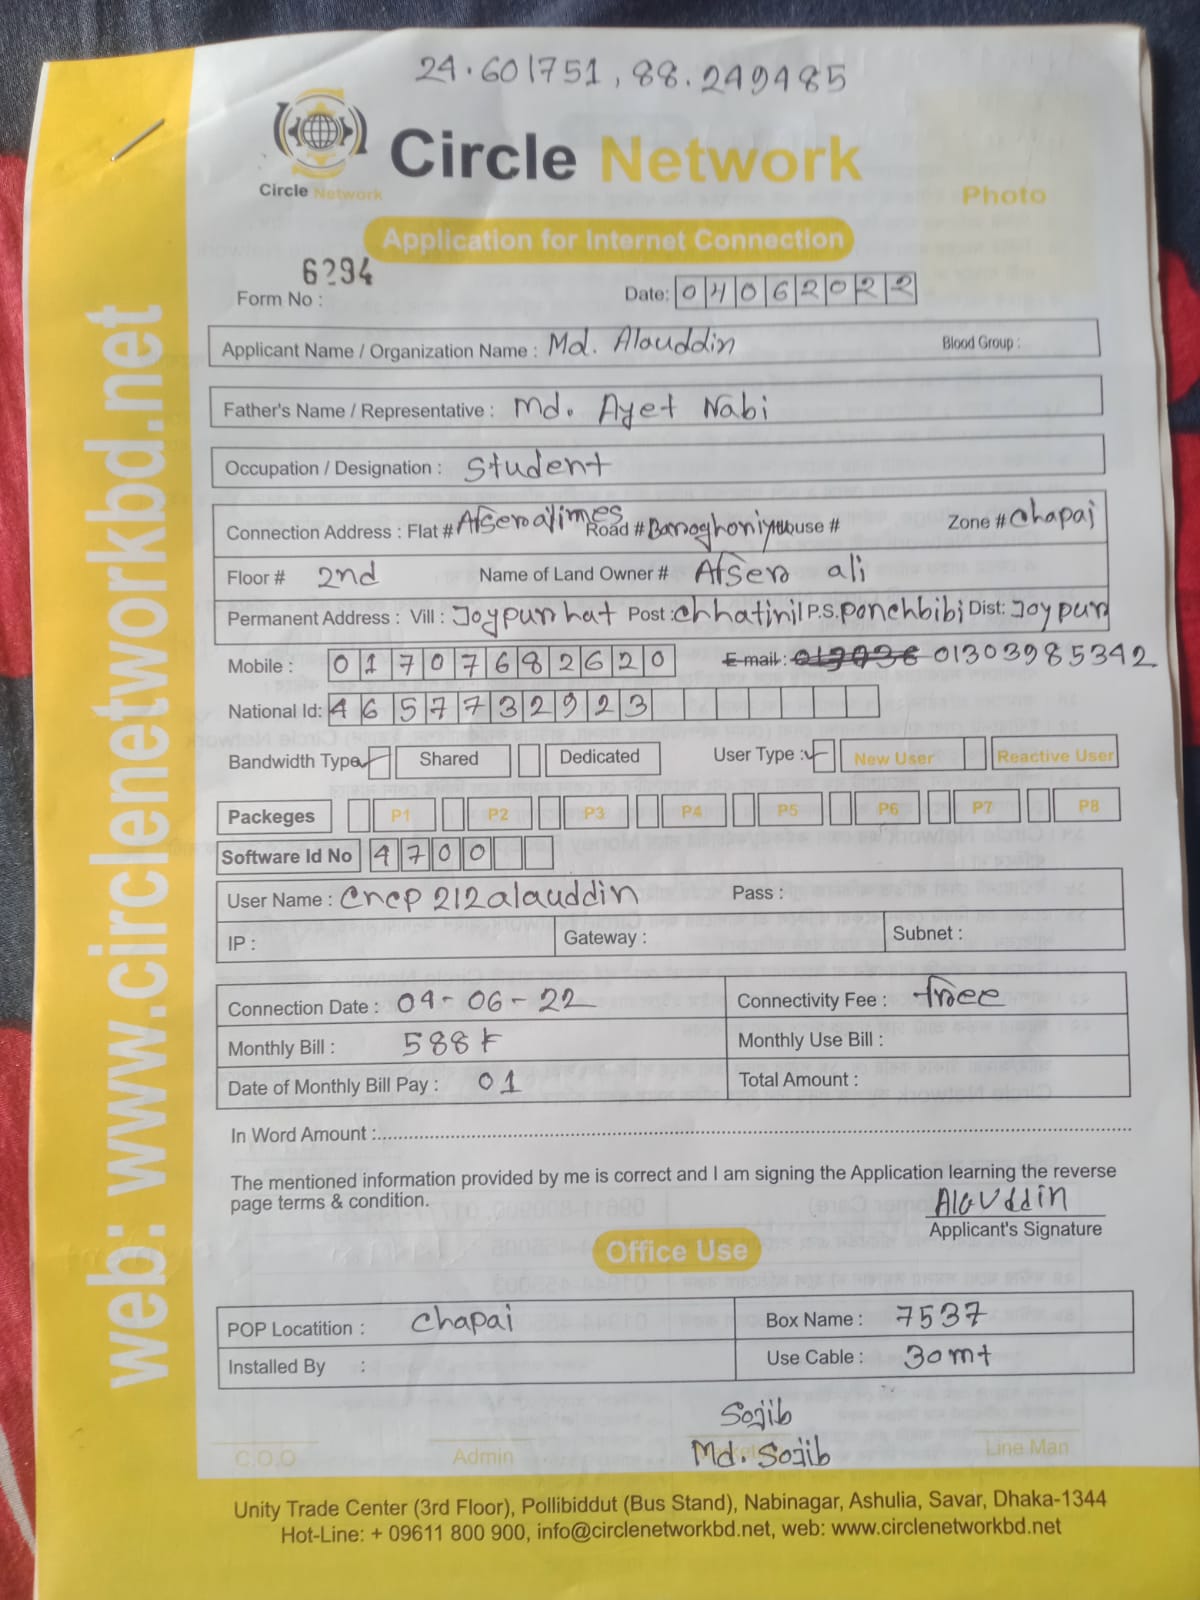 24.601751, 88.249485
Circle Network
Circle Network
Photo
Application for Internet Connection
6294
Form No :
Date: 04062022
Applicant Name / Organization Name : Md. Alauddin Blood Group :
Father's Name / Representative : Md. Ayet Nabi
Occupation / Designation : Student
Connection Address : Flat # Road # House # Zone # Chapai
Floor # 2nd Name of Land Owner # Afser ali
Permanent Address : Vill : Joypurhat Post : Chhatinil P.S. Panchbibi Dist: Joypur
Mobile : 01707682620 E-mail : 01303985342
National Id: 4657732923
Bandwidth Type Shared Dedicated User Type : New User Reactive User
Packeges P1 P2 P3 P4 P5 P6 P7 P8
Software Id No 4700
User Name : cncp212alauddin Pass :
IP : Gateway : Subnet :
Connection Date : 04-06-22 Connectivity Fee : free
Monthly Bill : 588 Monthly Use Bill :
Date of Monthly Bill Pay : 01 Total Amount :
In Word Amount :
The mentioned information provided by me is correct and I am signing the Application learning the reverse
page terms & condition.
Alauddin
Applicant's Signature
Office Use
POP Locatition : Chapai Box Name : 7537
Installed By : Use Cable : 30mt
Sojib
C.O.O Admin Md. Sojib Line Man
Unity Trade Center (3rd Floor), Pollibiddut (Bus Stand), Nabinagar, Ashulia, Savar, Dhaka-1344
Hot-Line: + 09611 800 900, info@circlenetworkbd.net, web: www.circlenetworkbd.net
web: www.circlenetworkbd.net